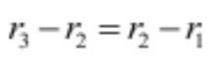 r₃ − r₂ = r₂ − r₁